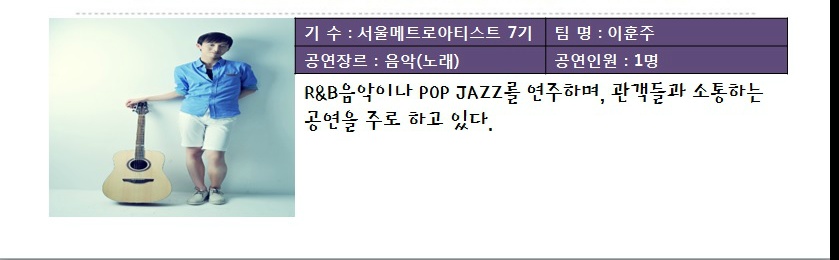 기 수 : 서울메트로아티스트 7기 팀 명 : 이훈주
공연장르 : 음악(노래) 공연인원 : 1명
R&B음악이나 POP JAZZ를 연주하며, 관객들과 소통하는
공연을 주로 하고 있다.